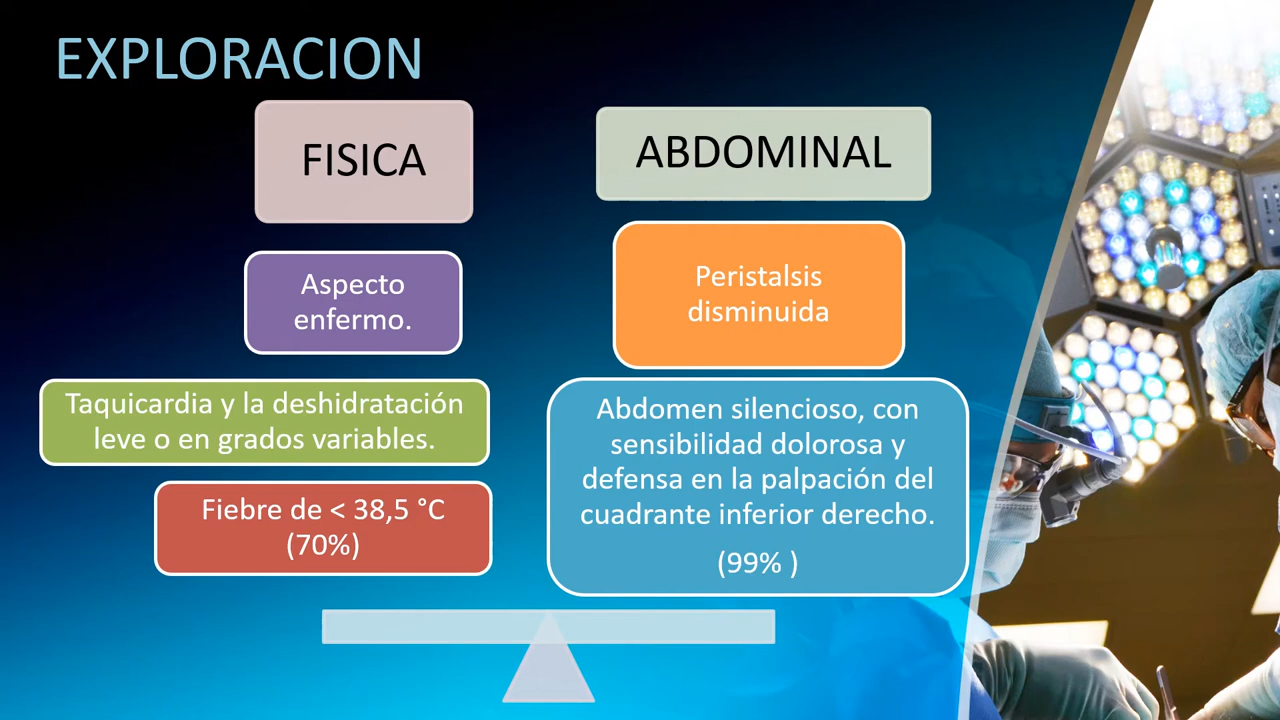 EXPLORACION
FISICA
Aspecto
enfermo.
Taquicardia y la deshidratación
leve o en grados variables.
Fiebre de < 38,5 °C
(70%)
ABDOMINAL
Peristalsis
disminuida
Abdomen silencioso, con
sensibilidad dolorosa y
defensa en la palpación del
cuadrante inferior derecho.
(99% )